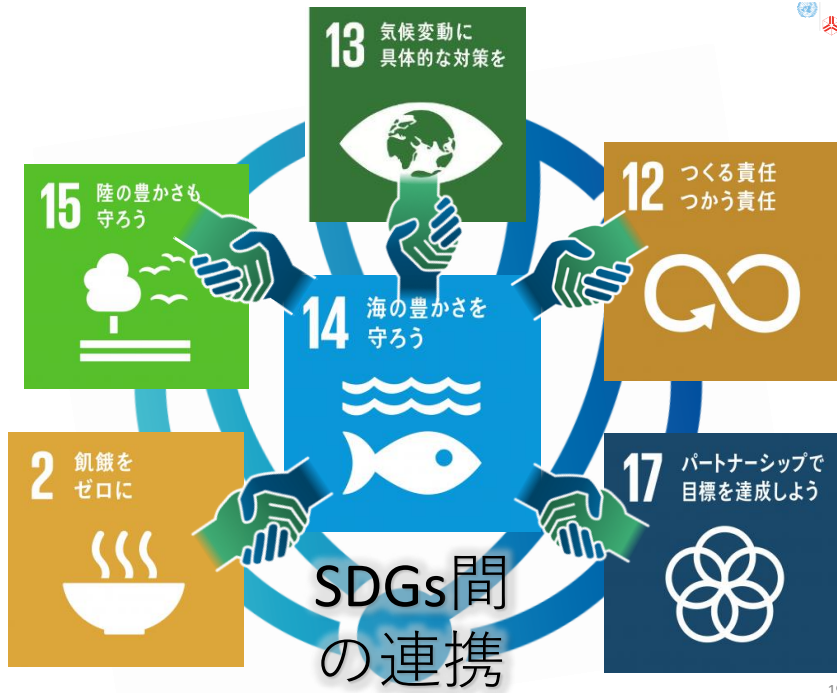 13 気候変動に
具体的な対策を
15 陸の豊かさも
守ろう
12 つくる責任
つかう責任
14 海の豊かさを
守ろう
2 飢餓を
ゼロに
17 パートナーシップで
目標を達成しよう
SDGs間
の連携